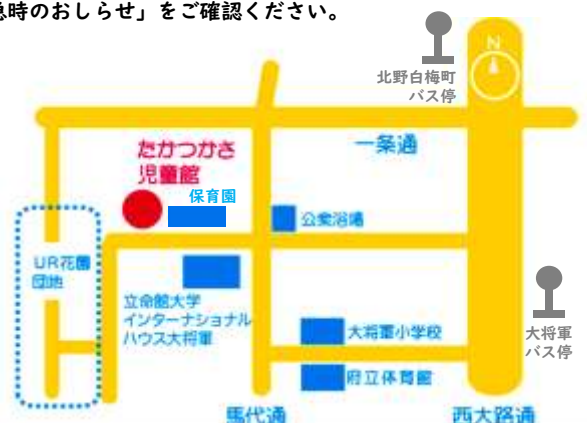 急時のおしらせ」をご確認ください。
N
北野白梅町
バス停
一条通
たかつかさ
児童館
保育園
公衆浴場
UR花園
団地
立命館大学
インターナショナル
ハウス大将軍
大将軍小学校
府立体育館
大将軍
バス停
馬代通
西大路通